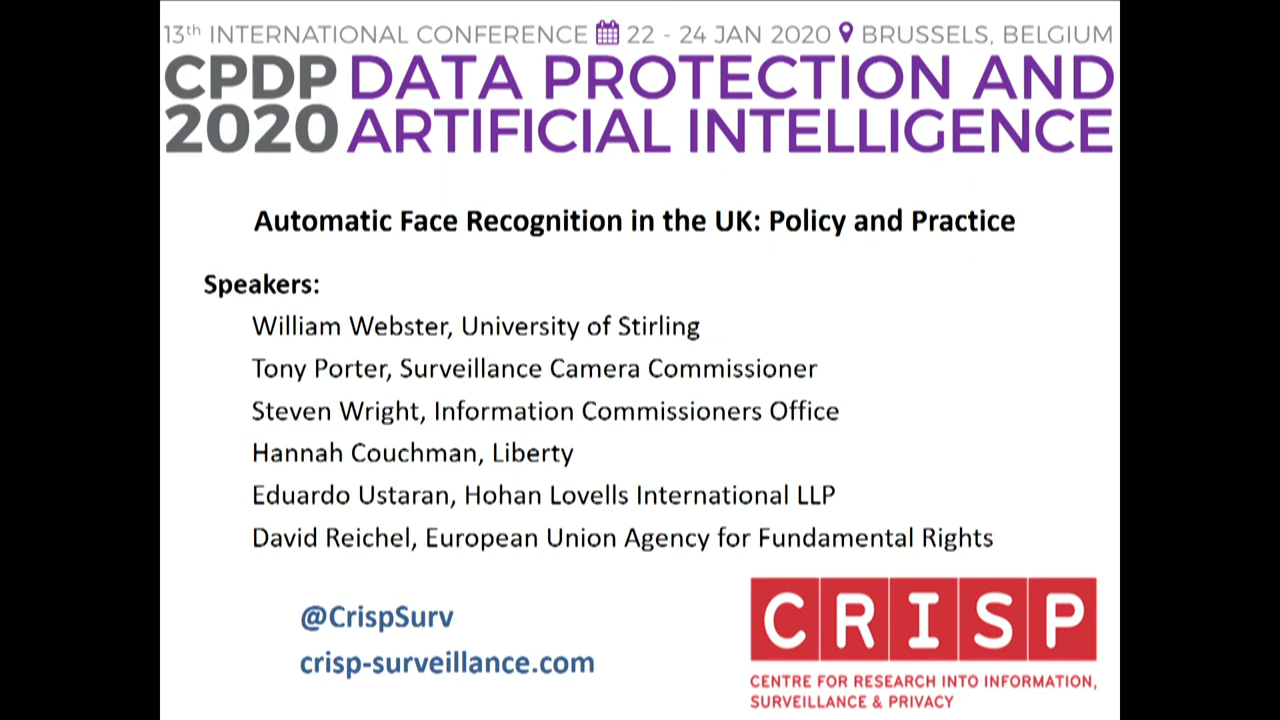 13th INTERNATIONAL CONFERENCE 22 - 24 JAN 2020 BRUSSELS, BELGIUM
CPDP DATA PROTECTION AND
2020 ARTIFICIAL INTELLIGENCE
Automatic Face Recognition in the UK: Policy and Practice
Speakers:
William Webster, University of Stirling
Tony Porter, Surveillance Camera Commissioner
Steven Wright, Information Commissioners Office
Hannah Couchman, Liberty
Eduardo Ustaran, Hohan Lovells International LLP
David Reichel, European Union Agency for Fundamental Rights
@CrispSurv
crisp-surveillance.com
CRISP
CENTRE FOR RESEARCH INTO INFORMATION,
SURVEILLANCE & PRIVACY